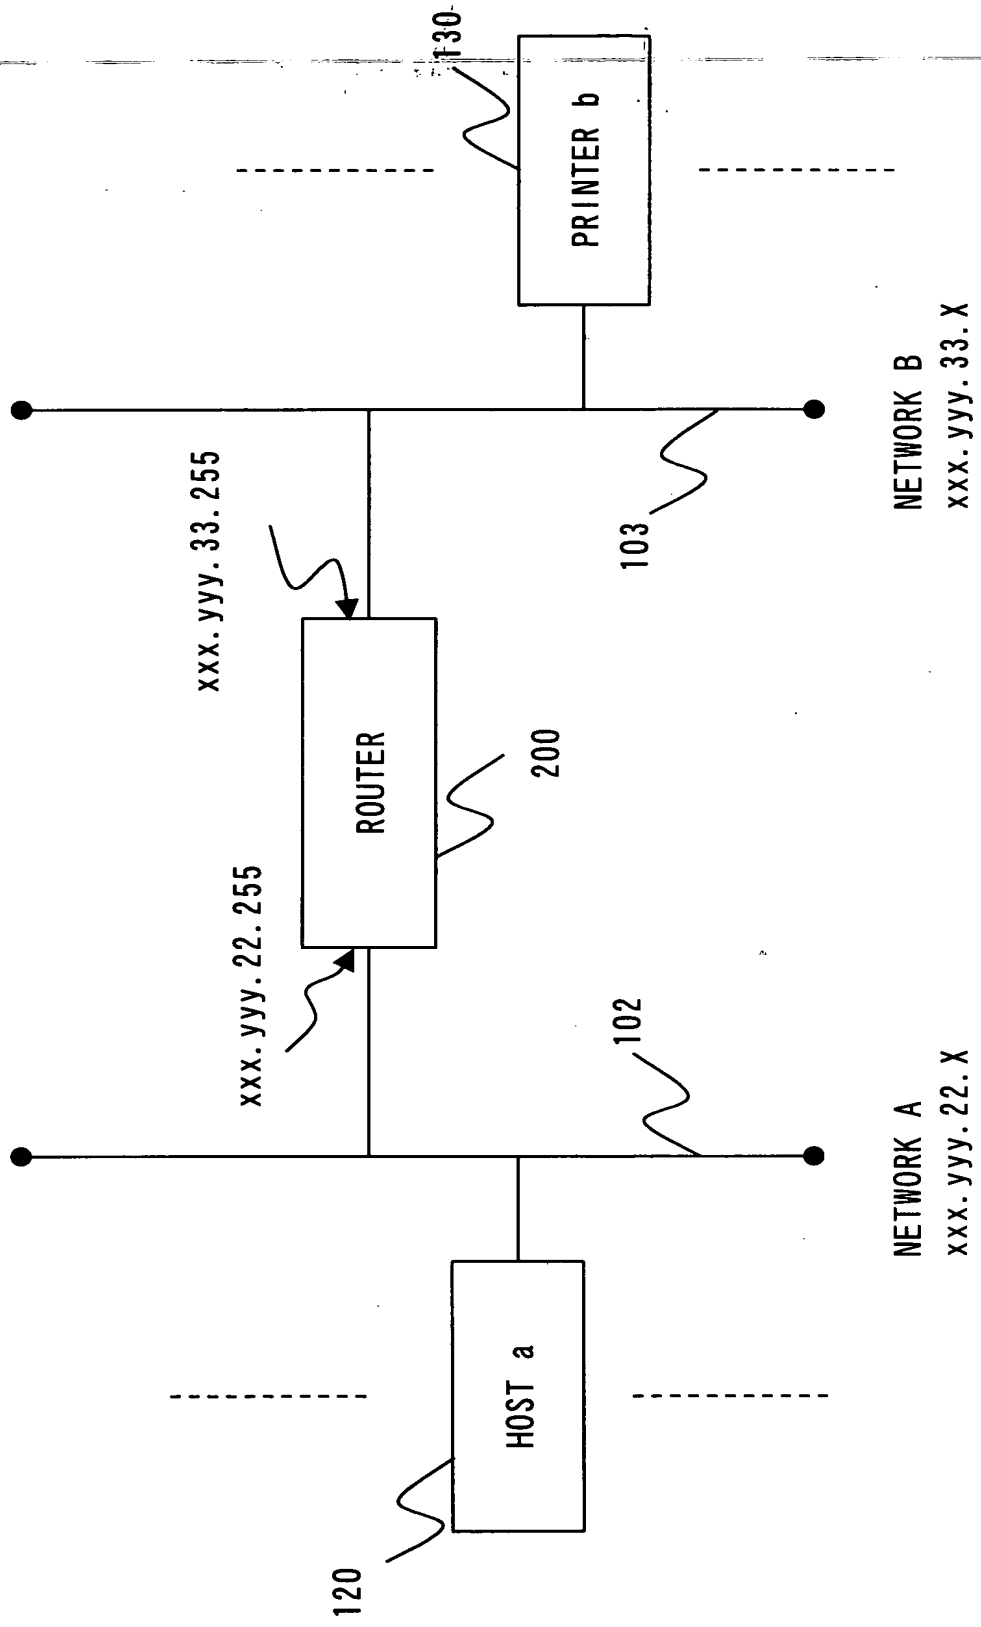 xxx.yyy.22.255
xxx.yyy.33.255
120
HOST a
ROUTER
200
130
PRINTER b
102
103
NETWORK A
xxx.yyy.22.X
NETWORK B
xxx.yyy.33.X